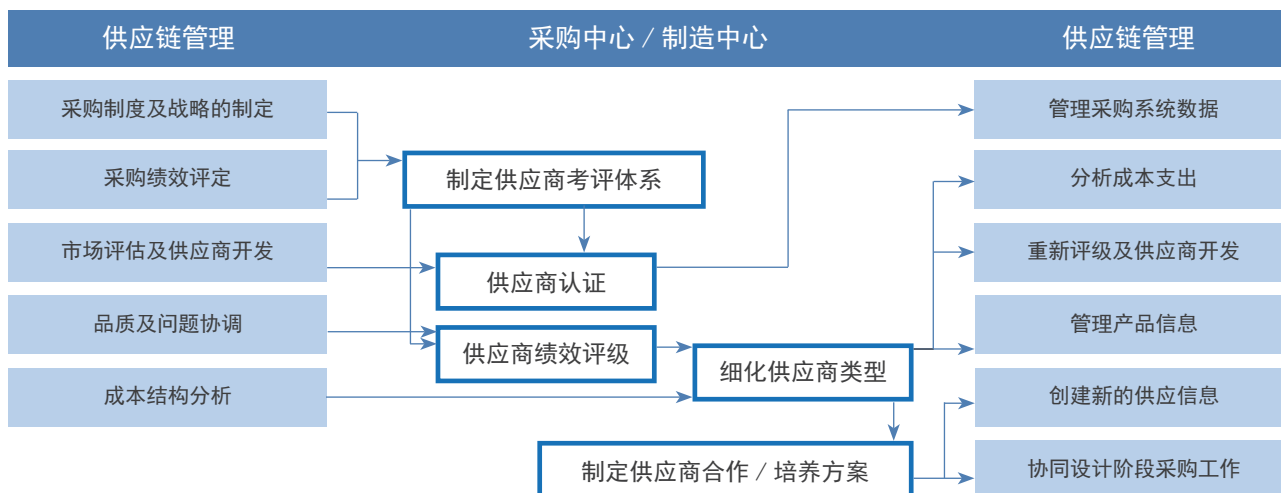 供应链管理
采购中心 / 制造中心
供应链管理
采购制度及战略的制定
采购绩效评定
市场评估及供应商开发
品质及问题协调
成本结构分析
制定供应商考评体系
供应商认证
供应商绩效评级
细化供应商类型
制定供应商合作 / 培养方案
管理采购系统数据
分析成本支出
重新评级及供应商开发
管理产品信息
创建新的供应信息
协同设计阶段采购工作